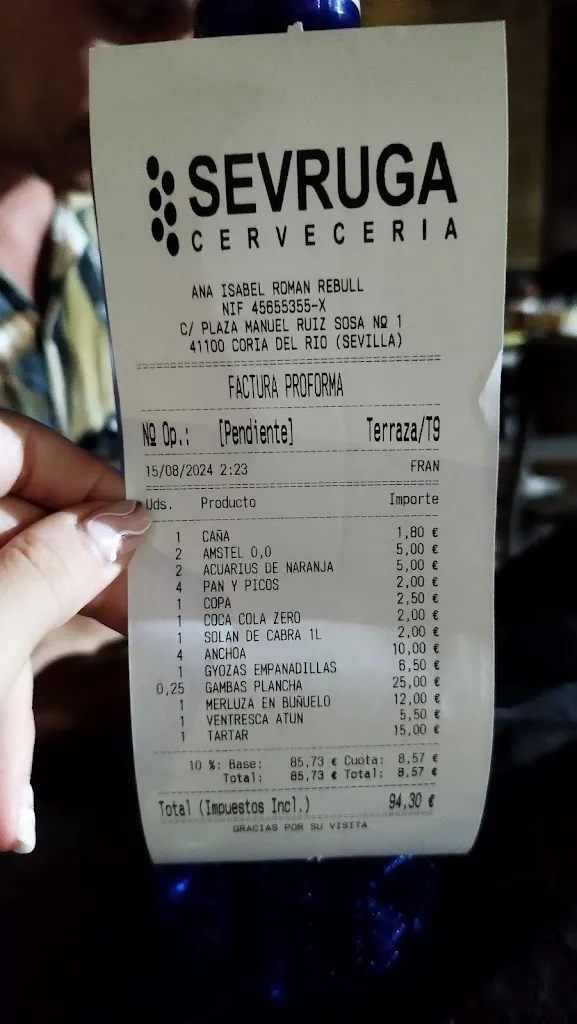 SEVRUGA
CERVECERIA
ANA ISABEL ROMAN REBULL
NIF 45655355-X
C/ PLAZA MANUEL RUIZ SOSA Nº 1
41100 CORIA DEL RIO (SEVILLA)
FACTURA PROFORMA
Nº Op.: [Pendiente] Terraza/T9
15/08/2024 2:23 FRAN
Uds. Producto Importe
1 CAÑA 1,80 €
2 AMSTEL 0,0 5,00 €
2 ACUARIUS DE NARANJA 5,00 €
4 PAN Y PICOS 2,00 €
1 COPA 2,50 €
1 COCA COLA ZERO 2,00 €
1 SOLAN DE CABRA 1L 2,00 €
4 ANCHOA 10,00 €
1 GYOZAS EMPANADILLAS 6,50 €
0,25 GAMBAS PLANCHA 25,00 €
1 MERLUZA EN BUÑUELO 12,00 €
1 VENTRESCA ATUN 5,50 €
1 TARTAR 15,00 €
10 %: Base: 85,73 € Cuota: 8,57 €
Total: 85,73 € Total: 8,57 €
Total (Impuestos Incl.) 94,30 €
GRACIAS POR SU VISITA